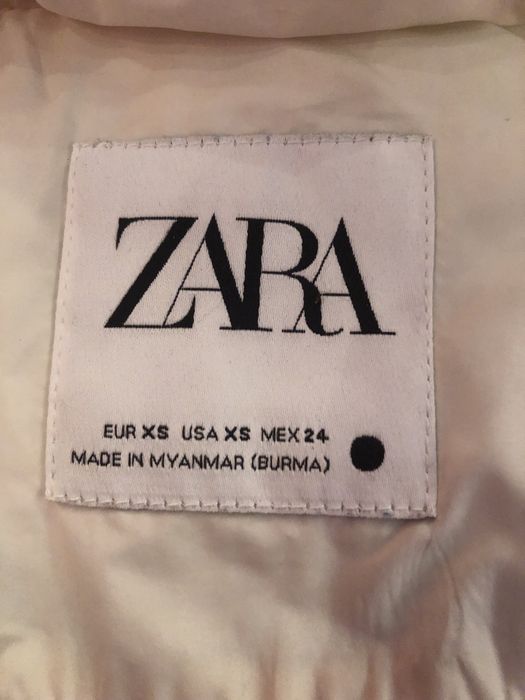 ZARA
EUR XS USA XS MEX 24
MADE IN MYANMAR (BURMA)